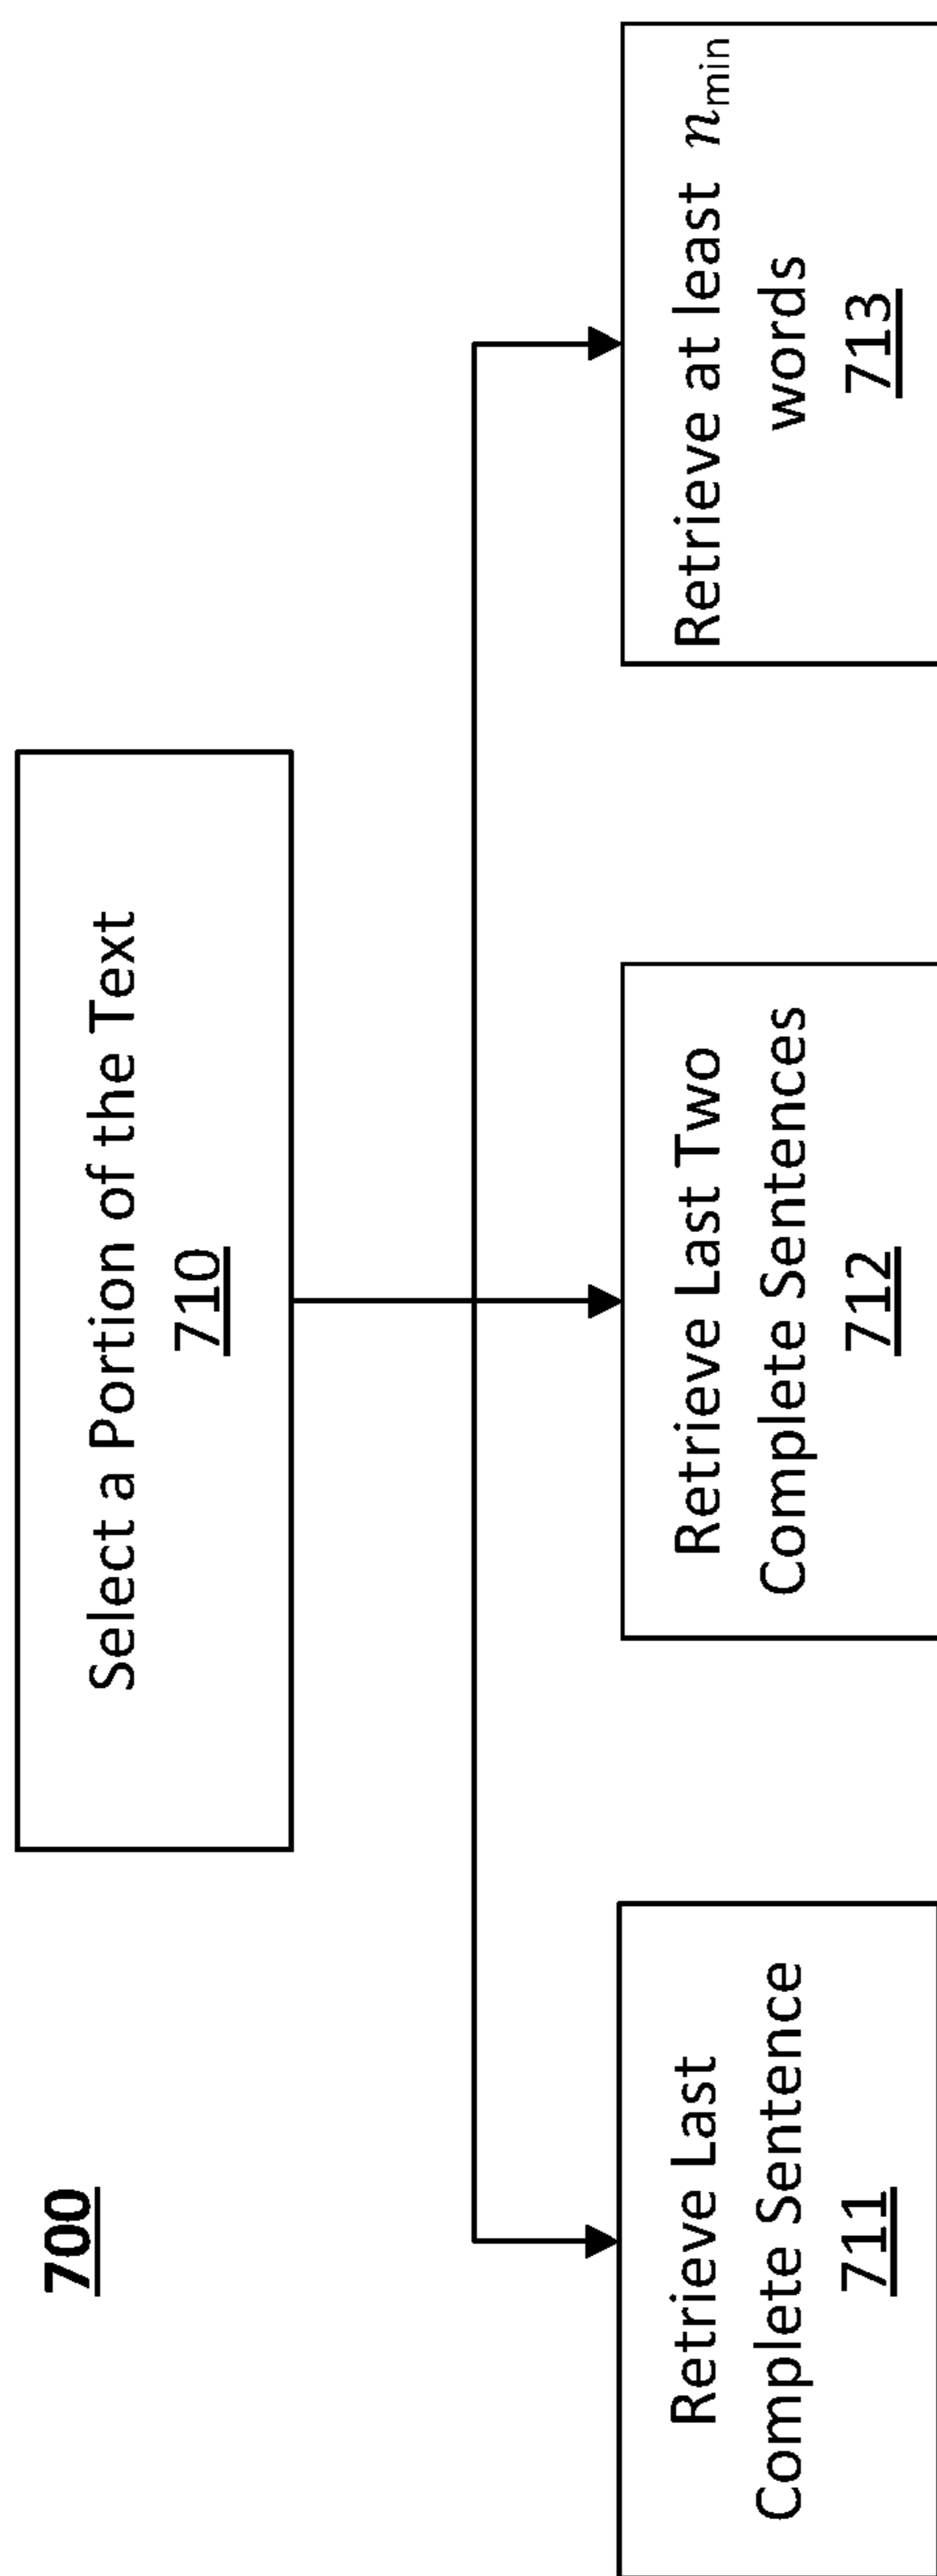 700
Select a Portion of the Text
710
Retrieve Last
Complete Sentence
711
Retrieve Last Two
Complete Sentences
712
Retrieve at least n_min
words
713